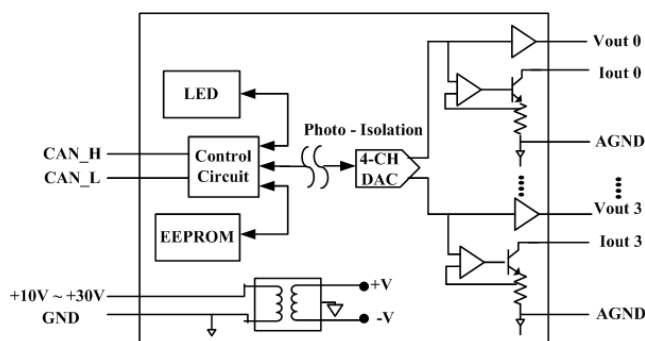 Vout 0
Iout 0
LED
Photo - Isolation
AGND
CAN_H
Control
Circuit
4-CH
DAC
CAN_L
Vout 3
EEPROM
Iout 3
+10V ~ +30V
+V
GND
-V
AGND